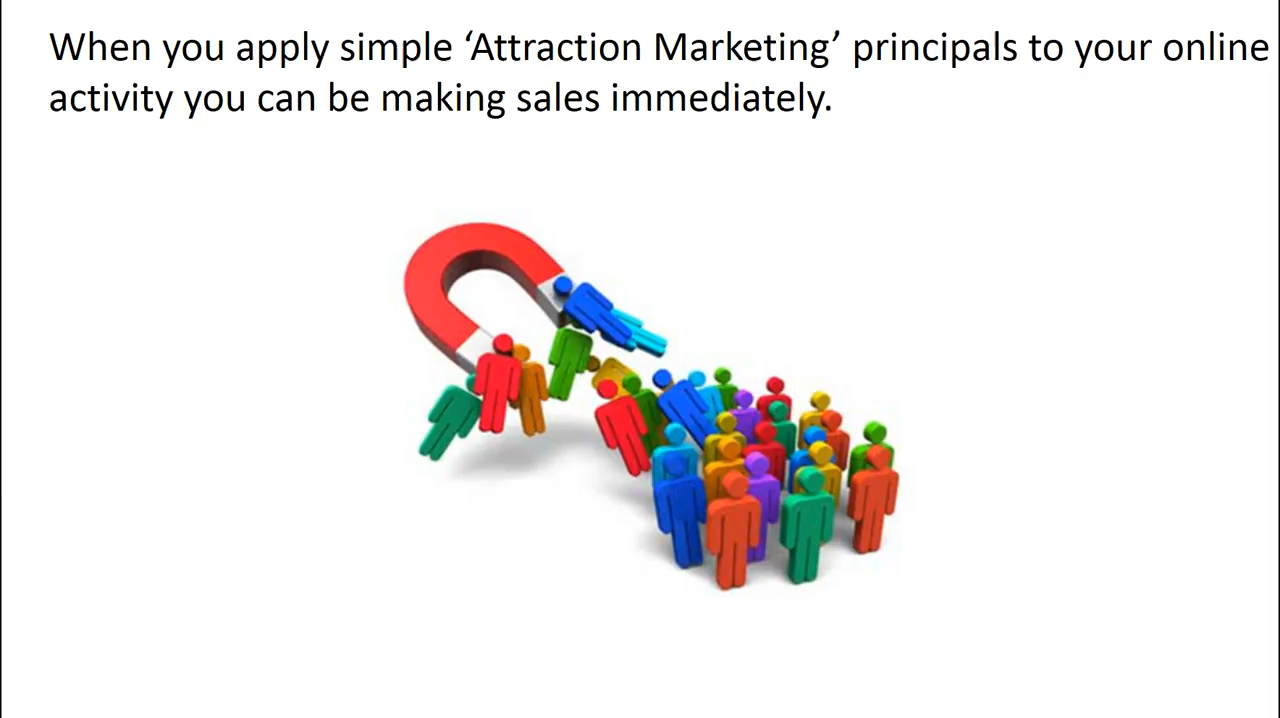 When you apply simple ‘Attraction Marketing’ principals to your online
activity you can be making sales immediately.